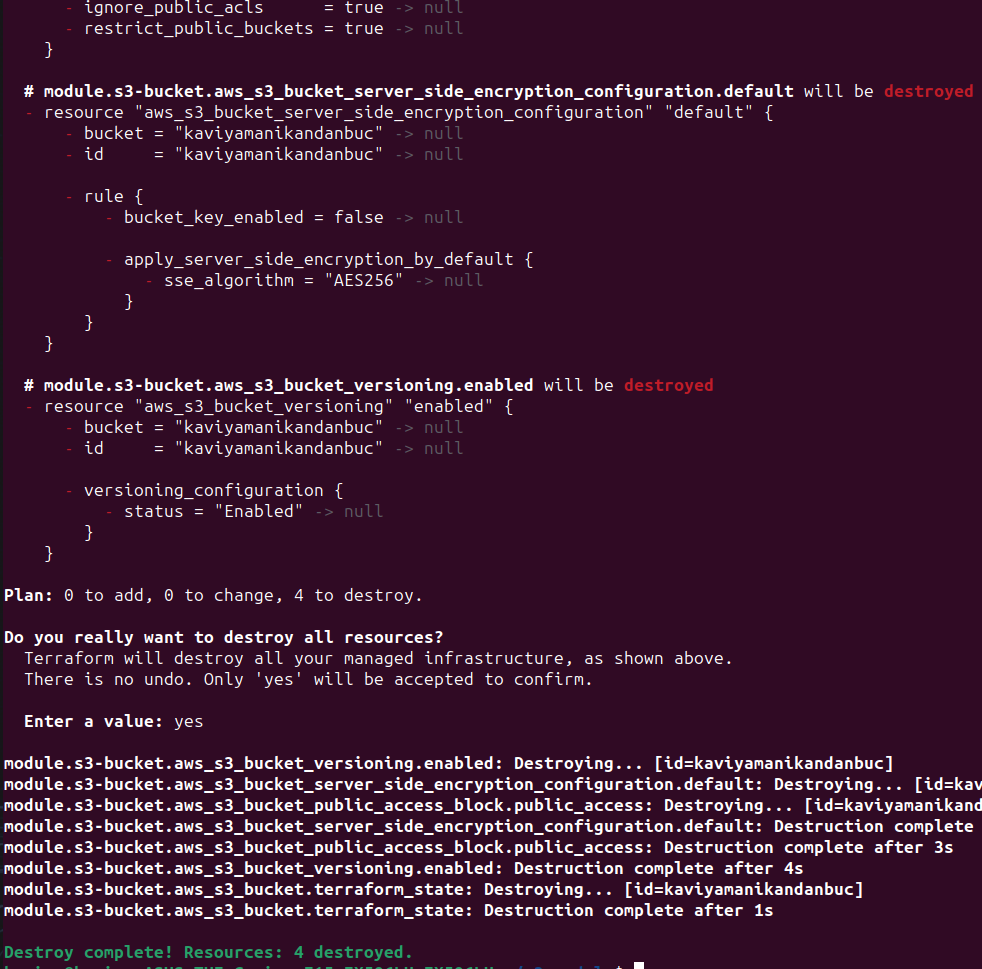 - ignore_public_acls      = true -> null
- restrict_public_buckets = true -> null
}
# module.s3-bucket.aws_s3_bucket_server_side_encryption_configuration.default will be destroyed
- resource "aws_s3_bucket_server_side_encryption_configuration" "default" {
- bucket = "kaviyamanikandanbuc" -> null
- id     = "kaviyamanikandanbuc" -> null
- rule {
- bucket_key_enabled = false -> null
- apply_server_side_encryption_by_default {
- sse_algorithm = "AES256" -> null
}
}
}
# module.s3-bucket.aws_s3_bucket_versioning.enabled will be destroyed
- resource "aws_s3_bucket_versioning" "enabled" {
- bucket = "kaviyamanikandanbuc" -> null
- id     = "kaviyamanikandanbuc" -> null
- versioning_configuration {
- status = "Enabled" -> null
}
}
Plan: 0 to add, 0 to change, 4 to destroy.
Do you really want to destroy all resources?
Terraform will destroy all your managed infrastructure, as shown above.
There is no undo. Only 'yes' will be accepted to confirm.
Enter a value: yes
module.s3-bucket.aws_s3_bucket_versioning.enabled: Destroying... [id=kaviyamanikandanbuc]
module.s3-bucket.aws_s3_bucket_server_side_encryption_configuration.default: Destroying... [id=kav
module.s3-bucket.aws_s3_bucket_public_access_block.public_access: Destroying... [id=kaviyamanikand
module.s3-bucket.aws_s3_bucket_server_side_encryption_configuration.default: Destruction complete
module.s3-bucket.aws_s3_bucket_public_access_block.public_access: Destruction complete after 3s
module.s3-bucket.aws_s3_bucket_versioning.enabled: Destruction complete after 4s
module.s3-bucket.aws_s3_bucket.terraform_state: Destroying... [id=kaviyamanikandanbuc]
module.s3-bucket.aws_s3_bucket.terraform_state: Destruction complete after 1s
Destroy complete! Resources: 4 destroyed.